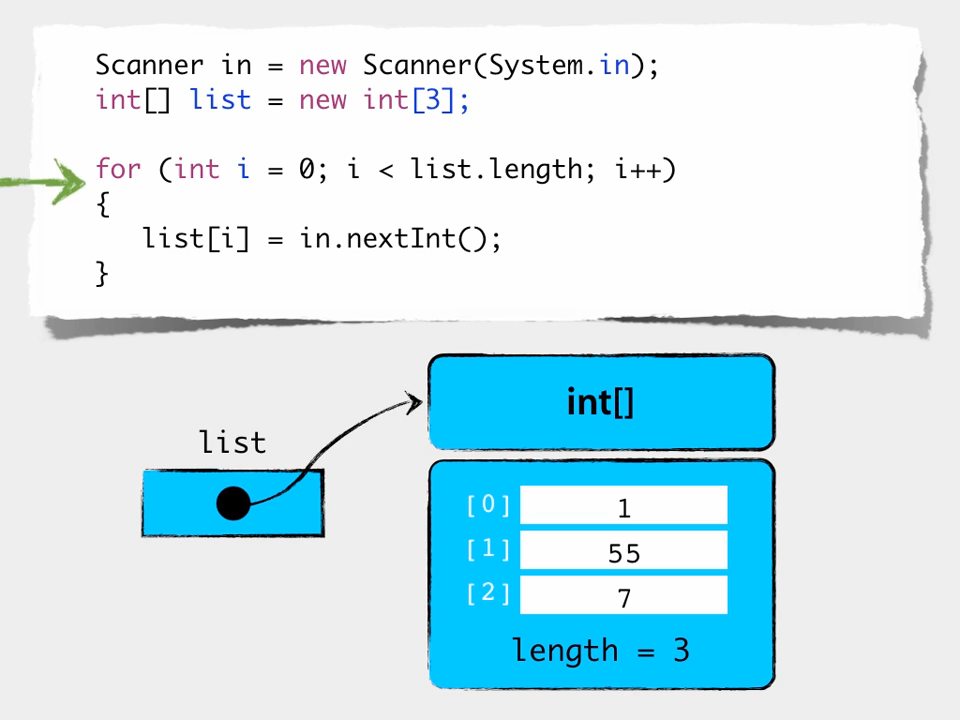 Scanner in = new Scanner(System.in);
int[] list = new int[3];
for (int i = 0; i < list.length; i++)
{
   list[i] = in.nextInt();
}
int[]
list
[0] 1
[1] 55
[2] 7
length = 3